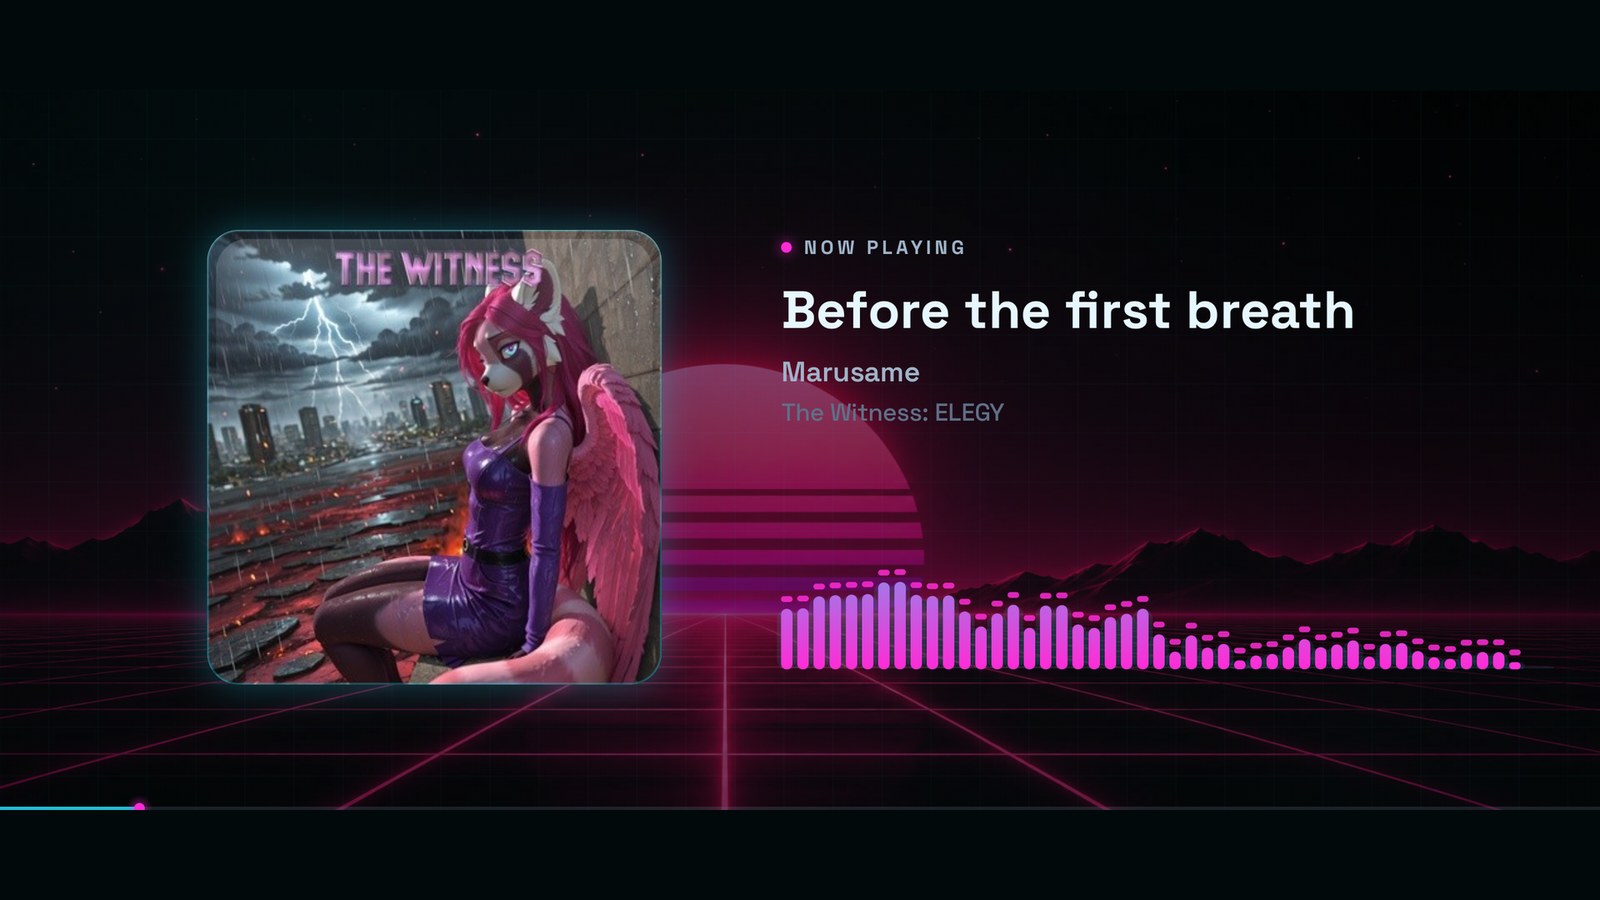 THE WITNESS
NOW PLAYING
Before the first breath
Marusame
The Witness: ELEGY